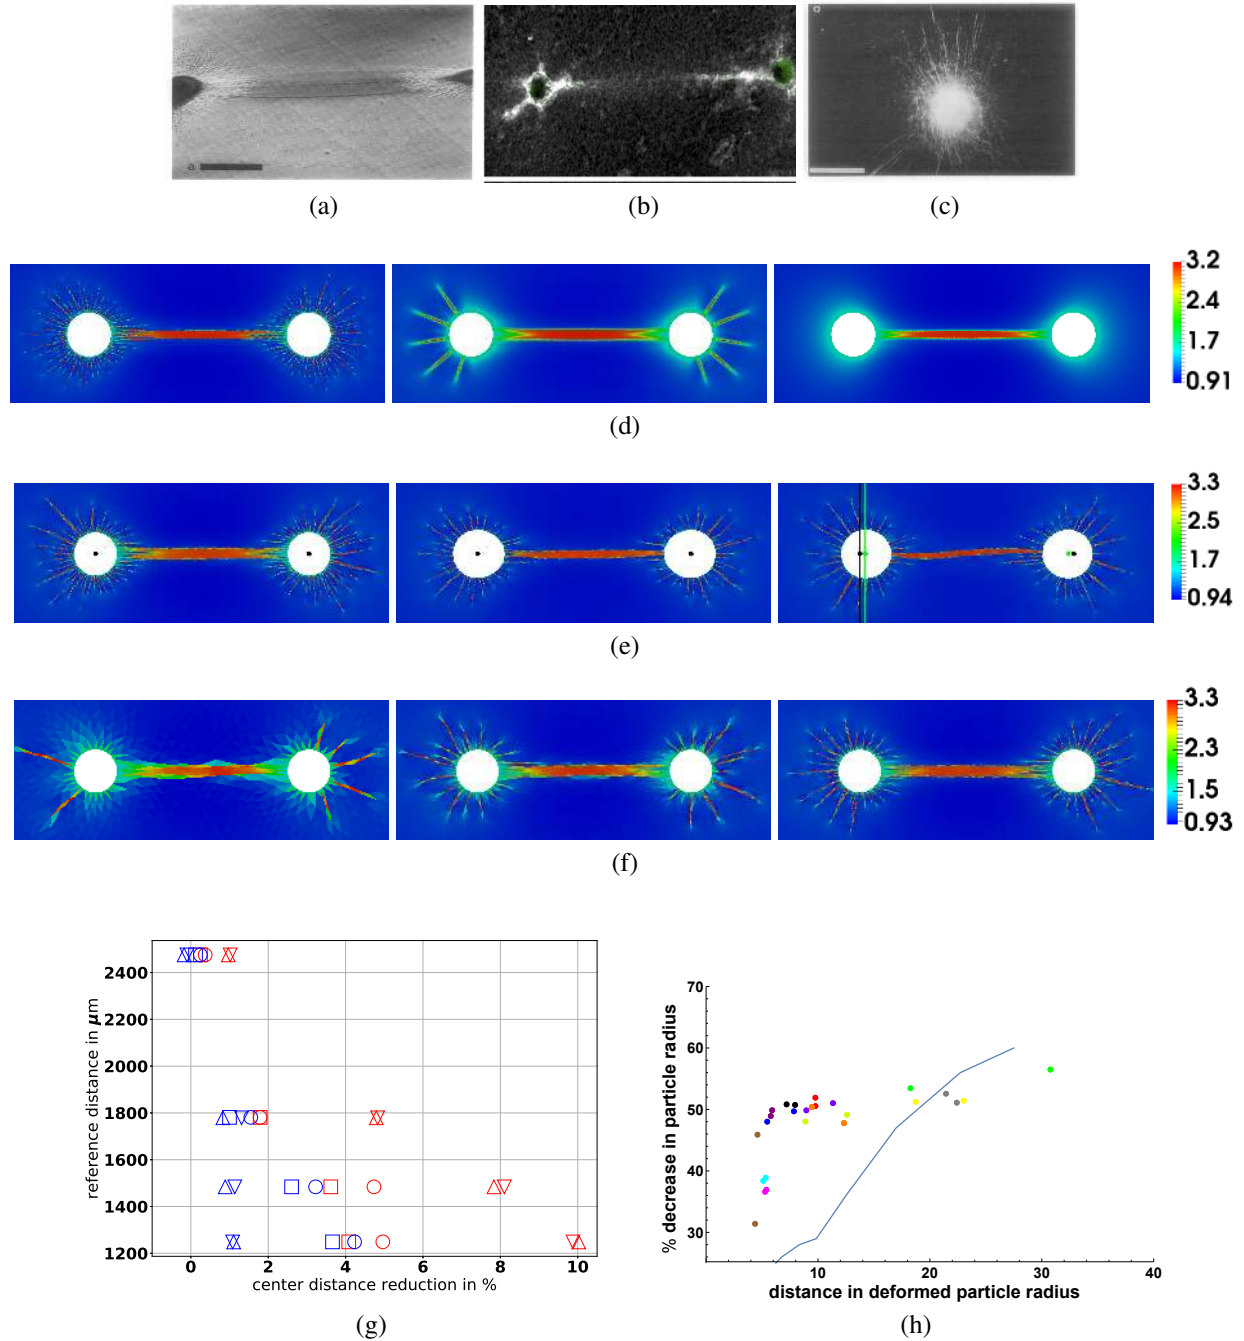 a
a
(a)
(b)
(c)
3.2
2.4
1.7
0.91
(d)
3.3
2.5
1.7
0.94
(e)
3.3
2.3
1.5
0.93
(f)
2400
2200
2000
1800
1600
1400
1200
reference distance in μm
0 2 4 6 8 10
center distance reduction in %
(g)
70
60
50
40
30
% decrease in particle radius
10 20 30 40
distance in deformed particle radius
(h)